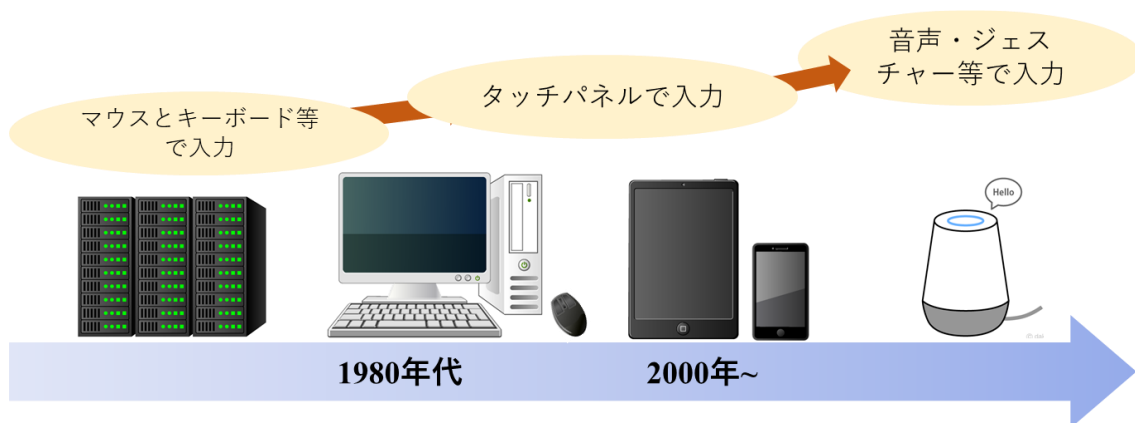 音声・ジェス
チャー等で入力
タッチパネルで入力
マウスとキーボード等
で入力
Hello
1980年代
2000年~